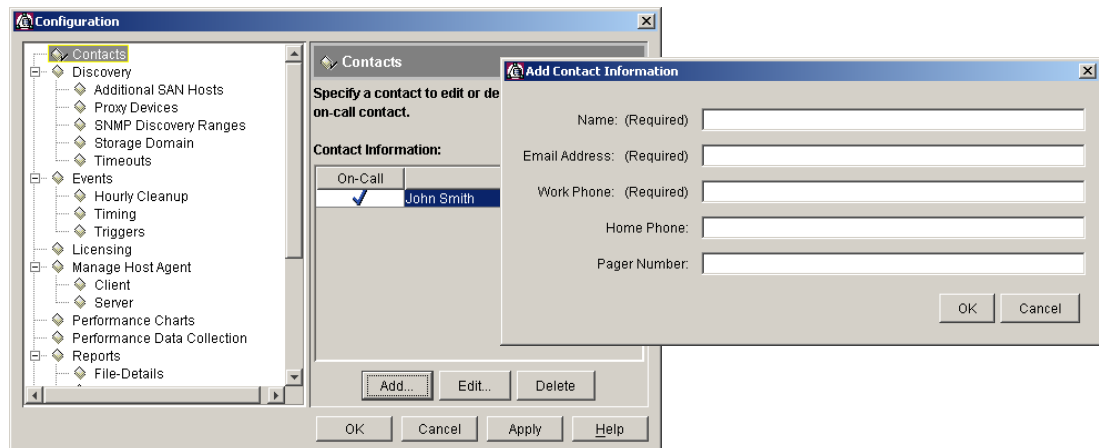 Configuration
Contacts
Discovery
Additional SAN Hosts
Proxy Devices
SNMP Discovery Ranges
Storage Domain
Timeouts
Events
Hourly Cleanup
Timing
Triggers
Licensing
Manage Host Agent
Client
Server
Performance Charts
Performance Data Collection
Reports
File-Details
Contacts
Specify a contact to edit or de
on-call contact.
Contact Information:
On-Call
John Smith
Add...
Edit...
Delete
OK
Cancel
Apply
Help
Add Contact Information
Name: (Required)
Email Address: (Required)
Work Phone: (Required)
Home Phone:
Pager Number:
OK
Cancel